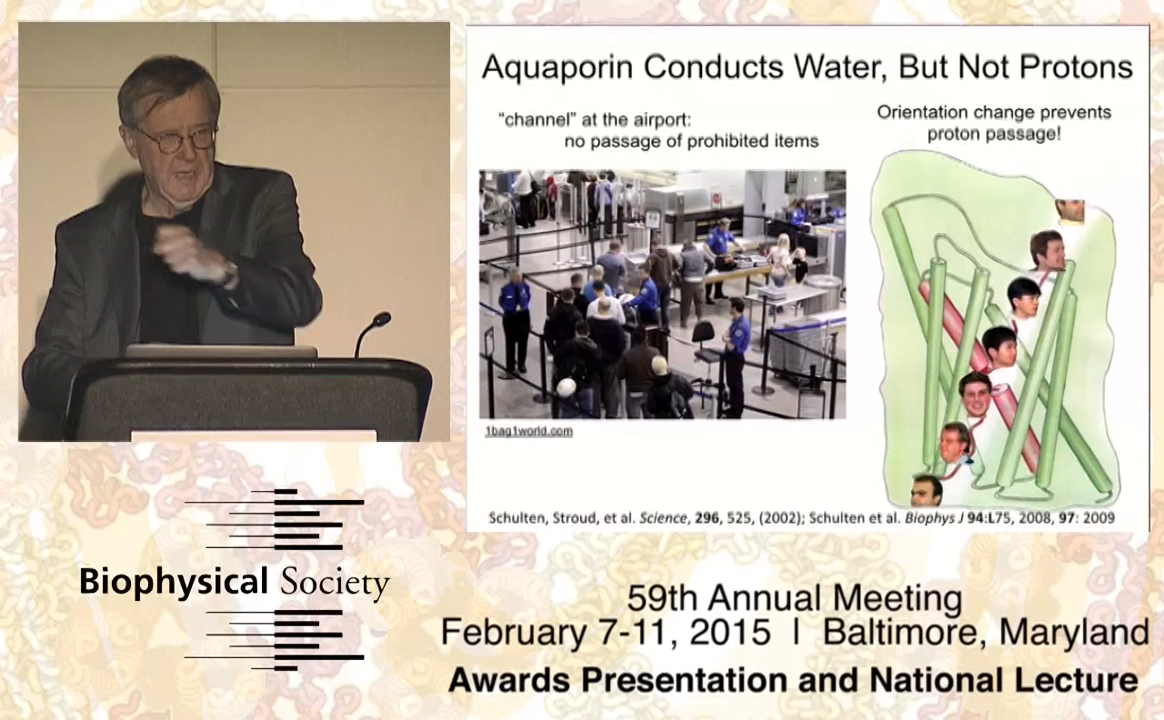 Aquaporin Conducts Water, But Not Protons
"channel" at the airport:
no passage of prohibited items
Orientation change prevents
proton passage!
1bag1world.com
Schulten, Stroud, et al. Science, 296, 525, (2002); Schulten et al. Biophys J 94:L75, 2008, 97: 2009
Biophysical Society
59th Annual Meeting
February 7-11, 2015 | Baltimore, Maryland
Awards Presentation and National Lecture